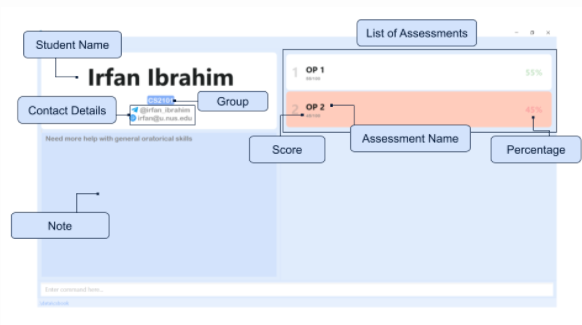 List of Assessments
Student Name
Irfan Ibrahim
1 OP 1 55%
CS2101
Group
Contact Details
@irfan_ibrahim
irfan@u.nus.edu
2 OP 2 45%
Need more help with general oratorical skills
Score
Assessment Name
Percentage
Note
Enter command here...